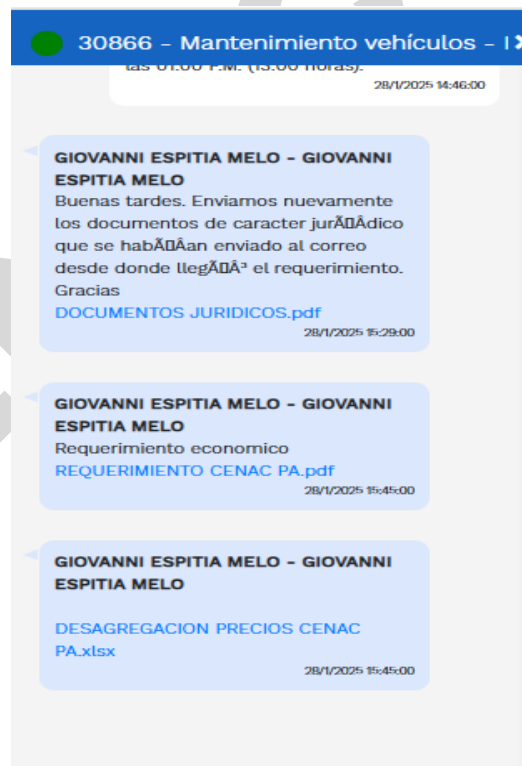 30866 - Mantenimiento vehículos - I
las 01:00 P.M. (13:00 horas).
28/1/2025 14:46:00
GIOVANNI ESPITIA MELO - GIOVANNI
ESPITIA MELO
Buenas tardes. Enviamos nuevamente
los documentos de caracter jurÃ​Âdico
que se habÃ​Âan enviado al correo
desde donde llegÃ​Â³ el requerimiento.
Gracias
DOCUMENTOS JURIDICOS.pdf
28/1/2025 15:29:00
GIOVANNI ESPITIA MELO - GIOVANNI
ESPITIA MELO
Requerimiento economico
REQUERIMIENTO CENAC PA.pdf
28/1/2025 15:45:00
GIOVANNI ESPITIA MELO - GIOVANNI
ESPITIA MELO
DESAGREGACION PRECIOS CENAC
PA.xlsx
28/1/2025 15:45:00